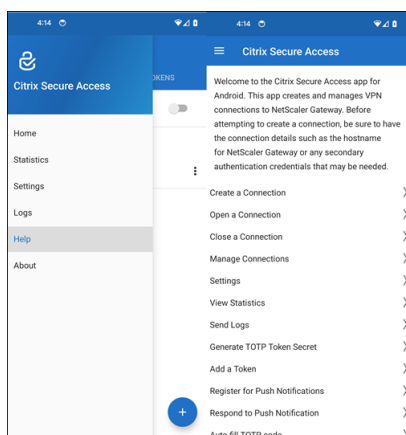 4:14
Citrix Secure Access
Home
Statistics
Settings
Logs
Help
About
4:14
Citrix Secure Access
Welcome to the Citrix Secure Access app for
Android. This app creates and manages VPN
connections to NetScaler Gateway. Before
attempting to create a connection, be sure to have
the connection details such as the hostname
for NetScaler Gateway or any secondary
authentication credentials that may be needed.
Create a Connection
Open a Connection
Close a Connection
Manage Connections
Settings
View Statistics
Send Logs
Generate TOTP Token Secret
Add a Token
Register for Push Notifications
Respond to Push Notification
Auto fill TOTP code